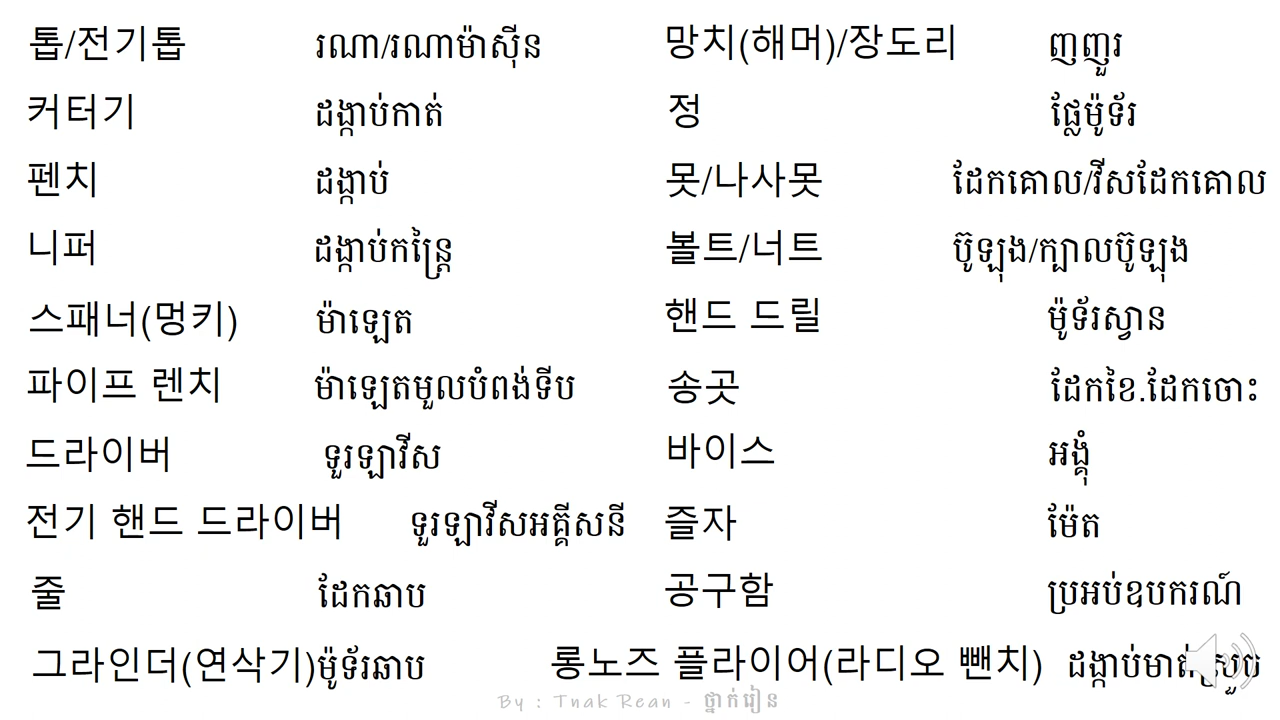 톱/전기톱 រណា/រណាម៉ាស៊ីន 망치(해머)/장도리 ញញួរ
커터기 ដង្កាប់កាត់ 정 ផ្លែម៉ូទ័រ
펜치 ដង្កាប់ 못/나사못 ដែកគោល/វីសដែកគោល
니퍼 ដង្កាប់កន្ត្រៃ 볼트/너트 ប៊ូឡុង/ក្បាលប៊ូឡុង
스패너(멍키) ម៉ាឡេត 핸드 드릴 ម៉ូទ័រស្វាន
파이프 렌치 ម៉ាឡេតមួលបំពង់ទីប 송곳 ដែកខៃ.ដែកចោះ
드라이버 ទួរឡាវីស 바이스 អង្គុំ
전기 핸드 드라이버 ទួរឡាវីសអគ្គីសនី 즐자 ម៉ែត
줄 ដែកឆាប 공구함 ប្រអប់ឧបករណ៍
그라인더(연삭기) ម៉ូទ័រឆាប 롱노즈 플라이어(라디오 뺀치) ដង្កាប់មាត់ស្រួច
By : Tnak Rean - ថ្នាក់រៀន